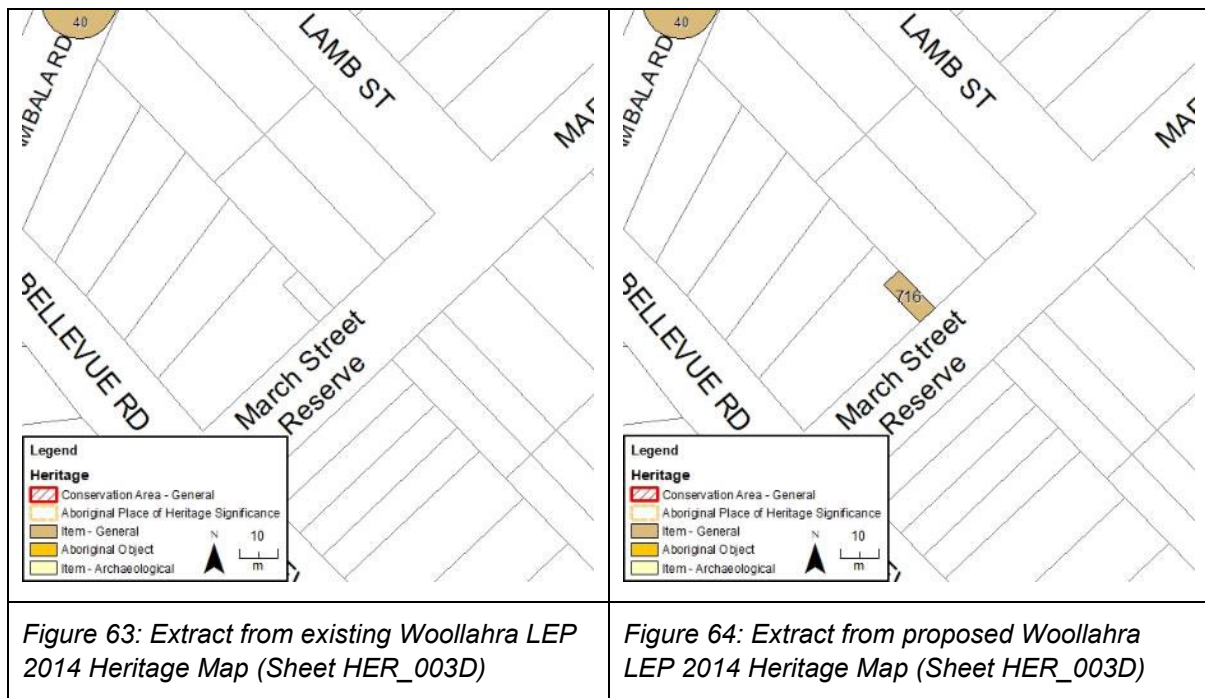 40
MBALA RD
LAMB ST
MAR
BELLEVUE RD
March Street
Reserve
Legend
Heritage
Conservation Area - General
Aboriginal Place of Heritage Significance
Item - General
Aboriginal Object
Item - Archaeological
N
10
m
Figure 63: Extract from existing Woollahra LEP
2014 Heritage Map (Sheet HER_003D)
40
MBALA RD
LAMB ST
MAR
716
BELLEVUE RD
March Street
Reserve
Legend
Heritage
Conservation Area - General
Aboriginal Place of Heritage Significance
Item - General
Aboriginal Object
Item - Archaeological
N
10
m
Figure 64: Extract from proposed Woollahra
LEP 2014 Heritage Map (Sheet HER_003D)